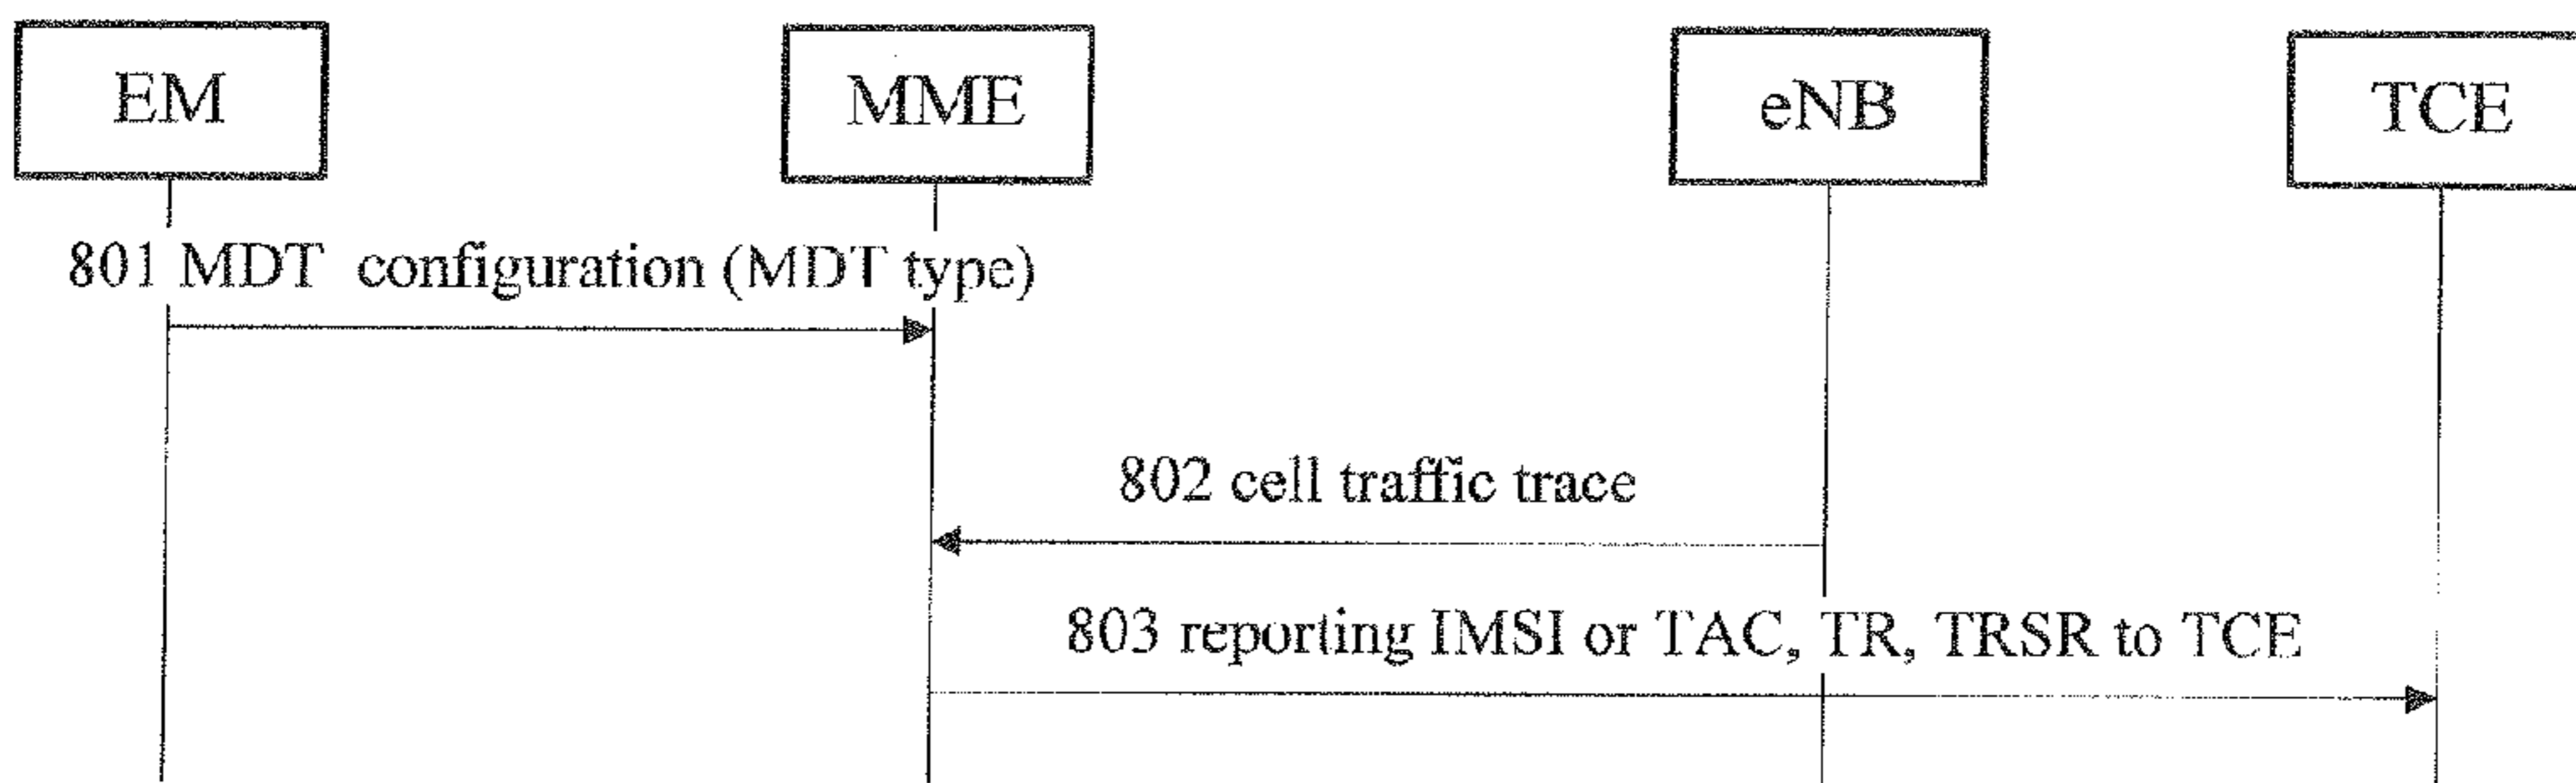 EM
MME
eNB
TCE
801 MDT configuration (MDT type)
802 cell traffic trace
803 reporting IMSI or TAC, TR, TRSR to TCE